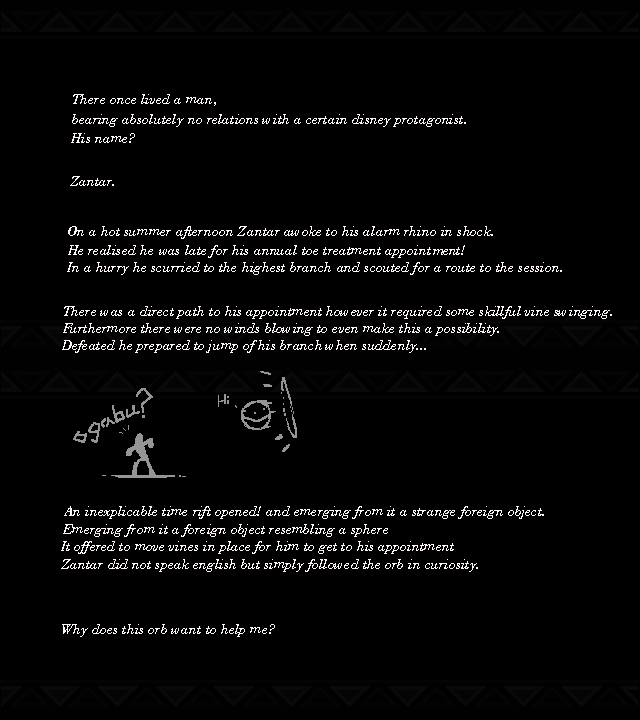 There once lived a man,
bearing absolutely no relations with a certain disney protagonist.
His name?
Zantar.
On a hot summer afternoon Zantar awoke to his alarm rhino in shock.
He realised he was late for his annual toe treatment appointment!
In a hurry he scurried to the highest branch and scouted for a route to the session.
There was a direct path to his appointment however it required some skillful vine swinging.
Furthermore there were no winds blowing to even make this a possibility.
Defeated he prepared to jump of his branch when suddenly...
Ogabu?
Hi
An inexplicable time rift opened! and emerging from it a strange foreign object.
Emerging from it a foreign object resembling a sphere
It offered to move vines in place for him to get to his appointment
Zantar did not speak english but simply followed the orb in curiosity.
Why does this orb want to help me?